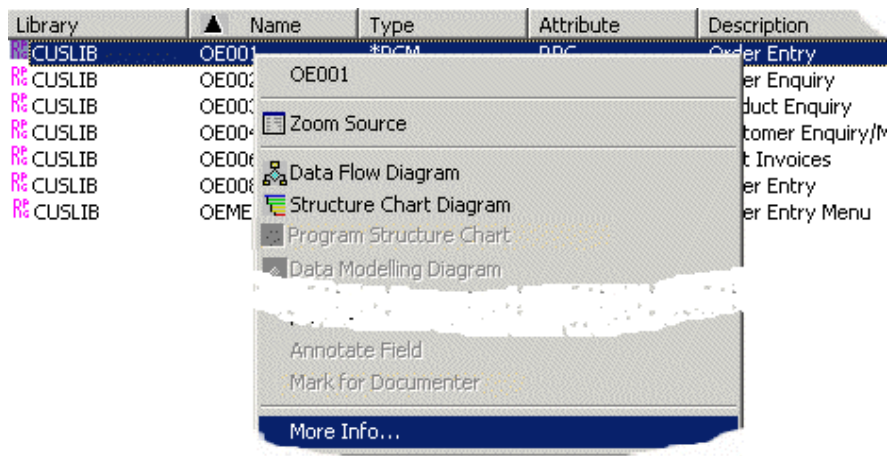 Library Name Type Attribute Description
CUSLIB OE001 *PGM RPG Order Entry
CUSLIB OE002 er Enquiry
CUSLIB OE003 duct Enquiry
CUSLIB OE004 tomer Enquiry/M
CUSLIB OE006 t Invoices
CUSLIB OE008 er Entry
CUSLIB OEME er Entry Menu
OE001
Zoom Source
Data Flow Diagram
Structure Chart Diagram
Program Structure Chart
Data Modelling Diagram
Annotate Field
Mark for Documenter
More Info...